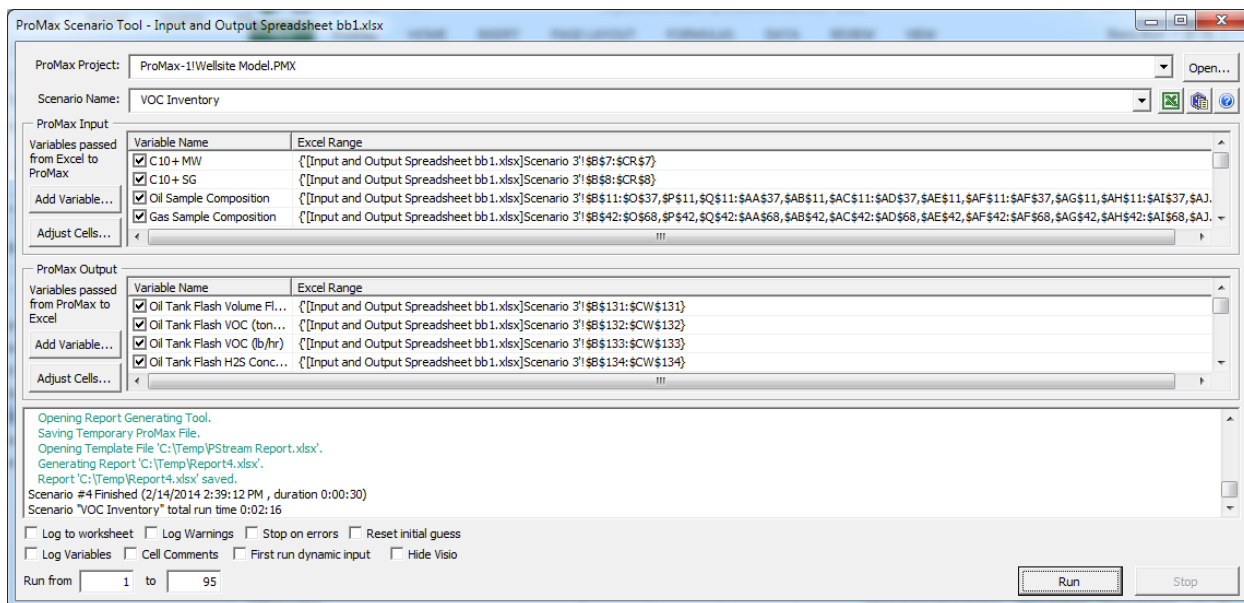 ProMax Scenario Tool - Input and Output Spreadsheet bb1.xlsx
ProMax Project: ProMax-1!Wellsite Model.PMX Open...
Scenario Name: VOC Inventory
ProMax Input
Variables passed from Excel to ProMax
Add Variable...
Adjust Cells...
Variable Name Excel Range
C10+ MW {'[Input and Output Spreadsheet bb1.xlsx]Scenario 3'!$B$7:$CR$7}
C10+ SG {'[Input and Output Spreadsheet bb1.xlsx]Scenario 3'!$B$8:$CR$8}
Oil Sample Composition {'[Input and Output Spreadsheet bb1.xlsx]Scenario 3'!$B$11:$O$37,$P$11,$Q$11:$AA$37,$AB$11,$AC$11:$AD$37,$AE$11,$AF$11:$AF$37,$AG$11,$AH$11:$AI$37,$AJ.
Gas Sample Composition {'[Input and Output Spreadsheet bb1.xlsx]Scenario 3'!$B$42:$O$68,$P$42,$Q$42:$AA$68,$AB$42,$AC$42:$AD$68,$AE$42,$AF$42:$AF$68,$AG$42,$AH$42:$AI$68,$AJ.
ProMax Output
Variables passed from ProMax to Excel
Add Variable...
Adjust Cells...
Variable Name Excel Range
Oil Tank Flash Volume Fl... {'[Input and Output Spreadsheet bb1.xlsx]Scenario 3'!$B$131:$CW$131}
Oil Tank Flash VOC (ton... {'[Input and Output Spreadsheet bb1.xlsx]Scenario 3'!$B$132:$CW$132}
Oil Tank Flash VOC (lb/hr) {'[Input and Output Spreadsheet bb1.xlsx]Scenario 3'!$B$133:$CW$133}
Oil Tank Flash H2S Conc... {'[Input and Output Spreadsheet bb1.xlsx]Scenario 3'!$B$134:$CW$134}
Opening Report Generating Tool.
Saving Temporary ProMax File.
Opening Template File 'C:\Temp\PStream Report.xlsx'.
Generating Report 'C:\Temp\Report4.xlsx'.
Report 'C:\Temp\Report4.xlsx' saved.
Scenario #4 Finished (2/14/2014 2:39:12 PM , duration 0:00:30)
Scenario "VOC Inventory" total run time 0:02:16
Log to worksheet Log Warnings Stop on errors Reset initial guess
Log Variables Cell Comments First run dynamic input Hide Visio
Run from 1 to 95 Run Stop